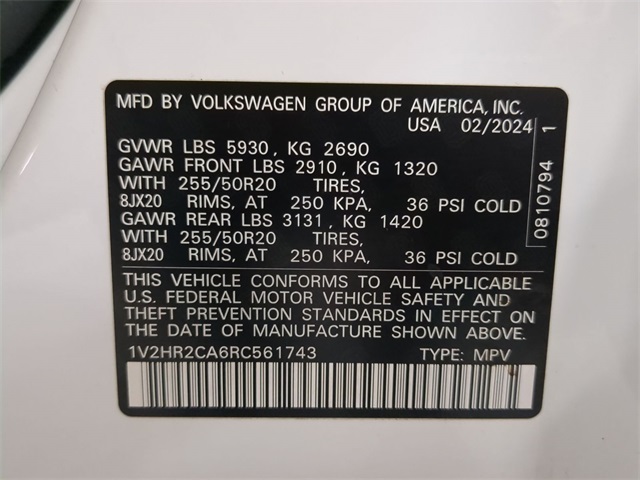 MFD BY VOLKSWAGEN GROUP OF AMERICA, INC.
USA 02/2024
GVWR LBS 5930, KG 2690
GAWR FRONT LBS 2910, KG 1320
WITH 255/50R20 TIRES,
8JX20 RIMS, AT 250 KPA, 36 PSI COLD
GAWR REAR LBS 3131, KG 1420
WITH 255/50R20 TIRES,
8JX20 RIMS, AT 250 KPA, 36 PSI COLD
THIS VEHICLE CONFORMS TO ALL APPLICABLE
U.S. FEDERAL MOTOR VEHICLE SAFETY AND
THEFT PREVENTION STANDARDS IN EFFECT ON
THE DATE OF MANUFACTURE SHOWN ABOVE.
1V2HR2CA6RC561743 TYPE: MPV
0810794 1